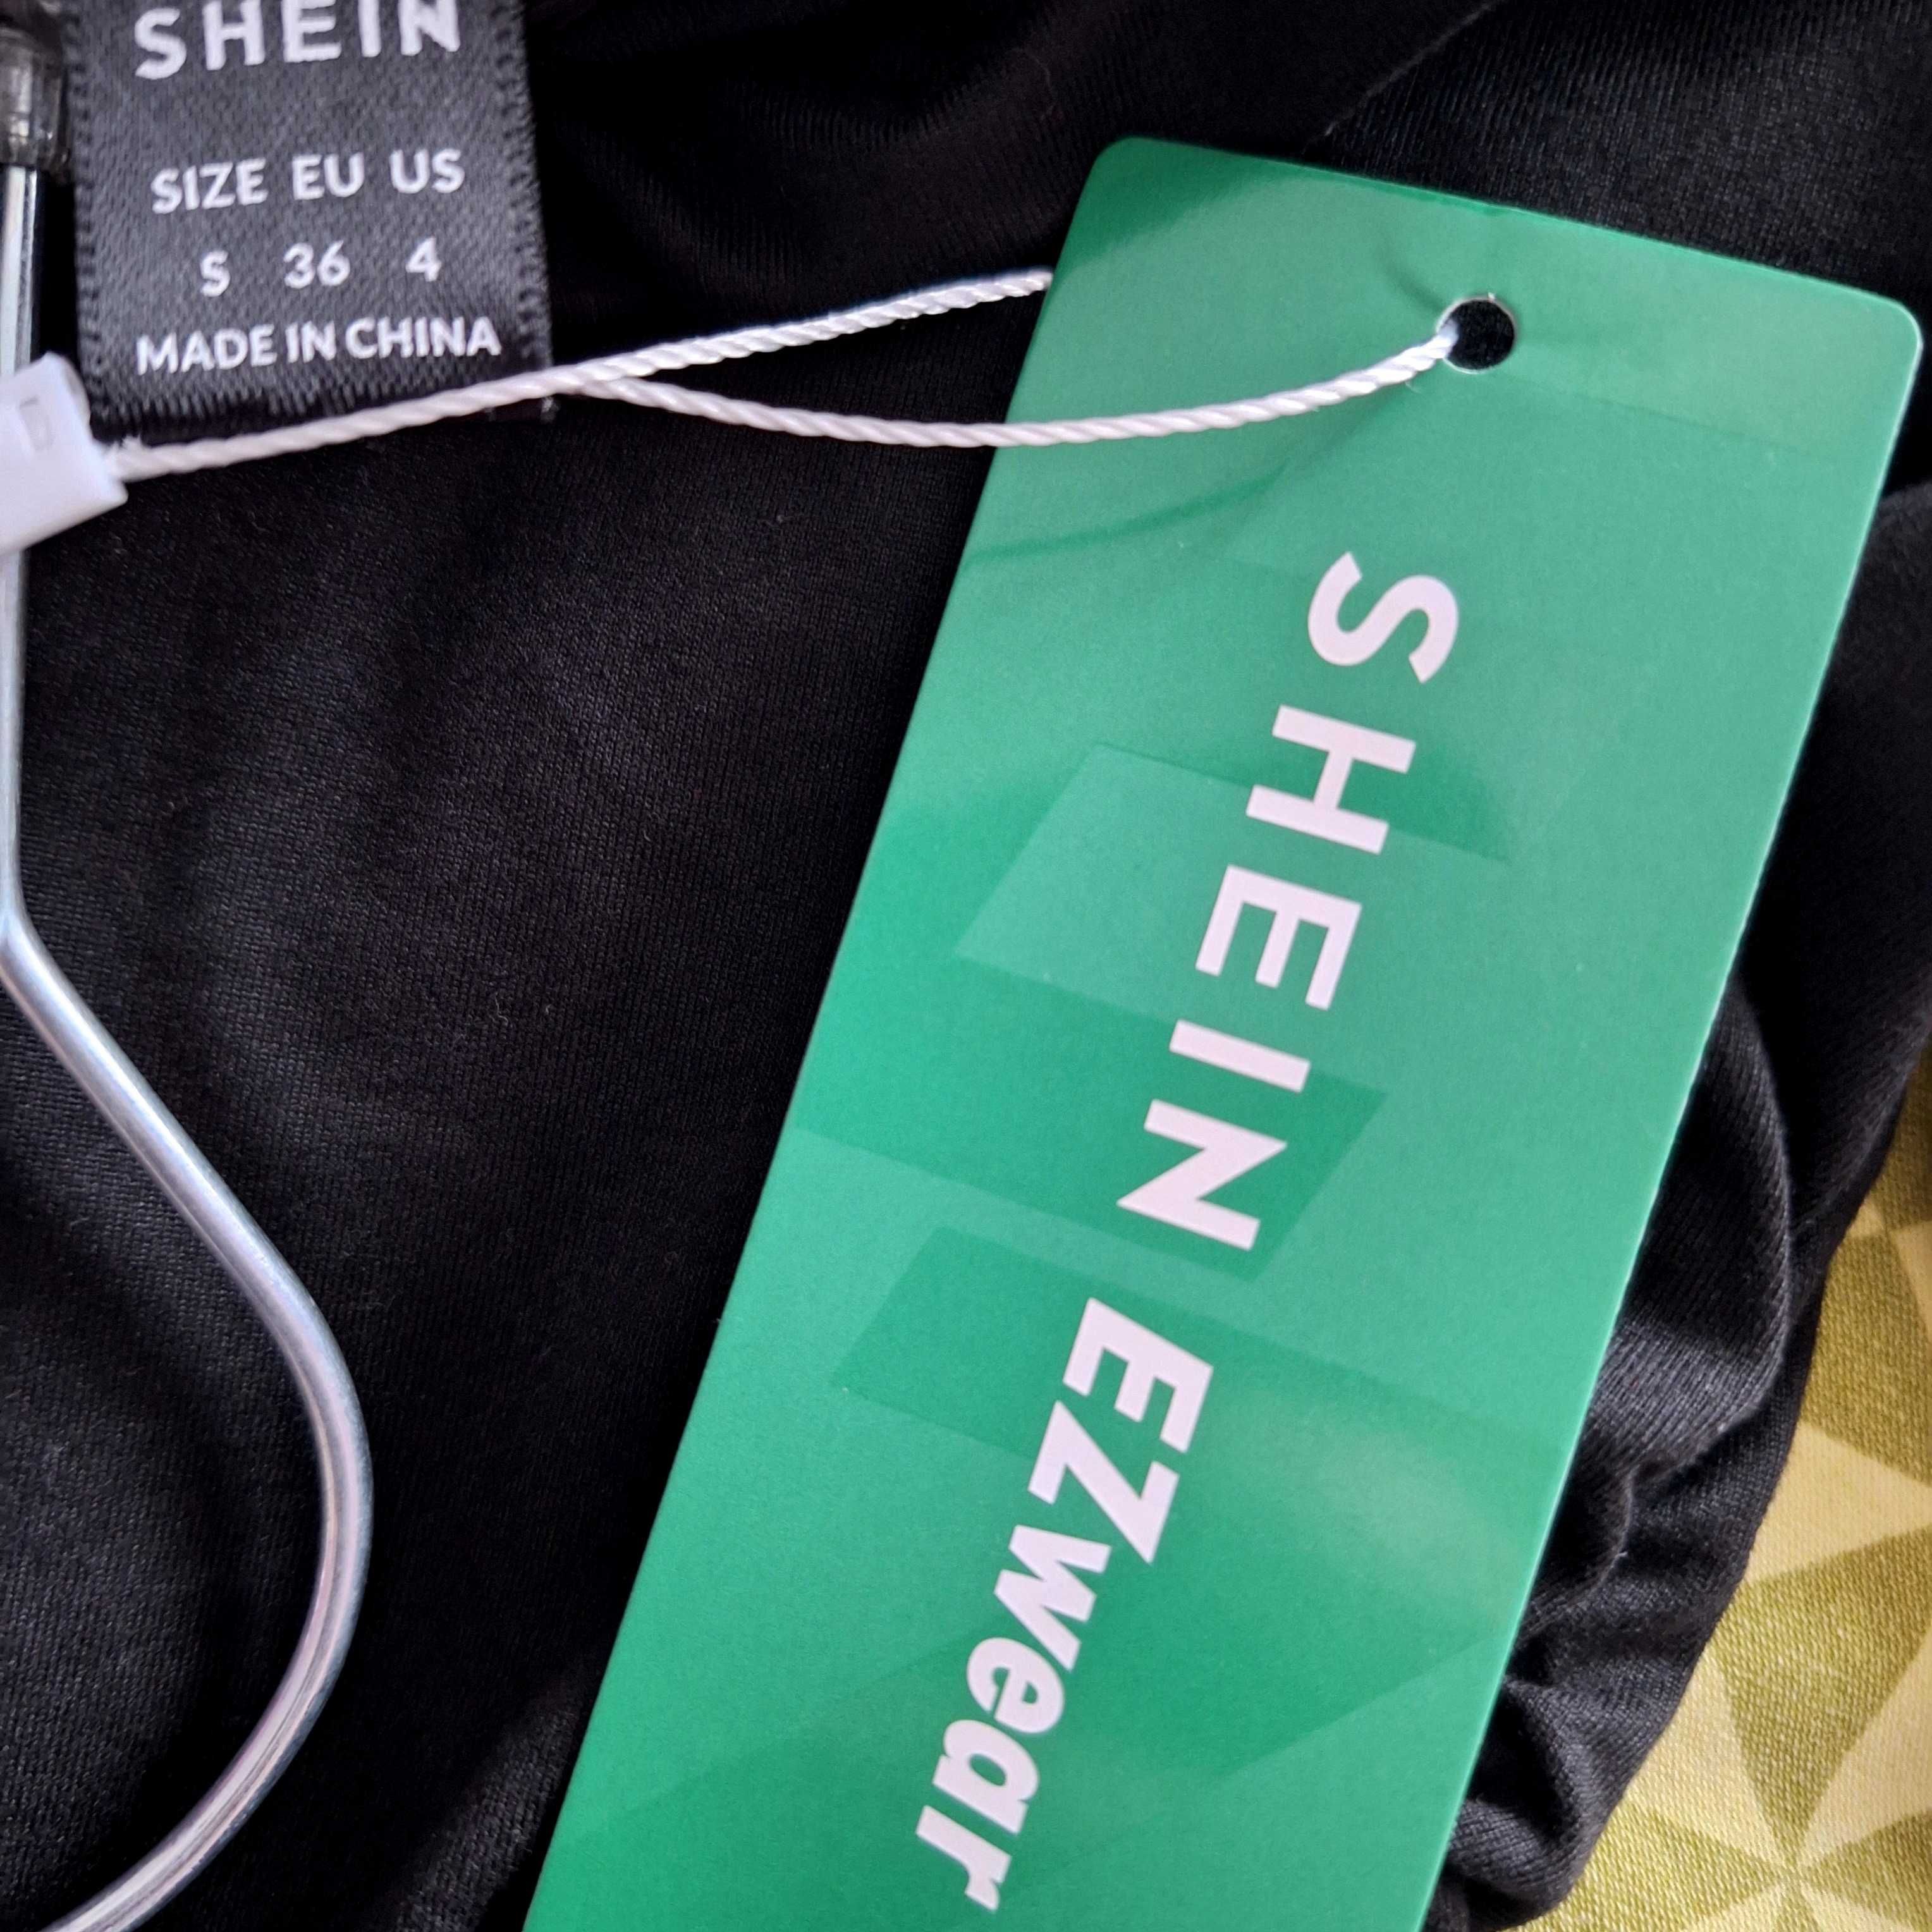 SHEIN
SIZE EU US
S 36 4
MADE IN CHINA
SHEIN EZwear